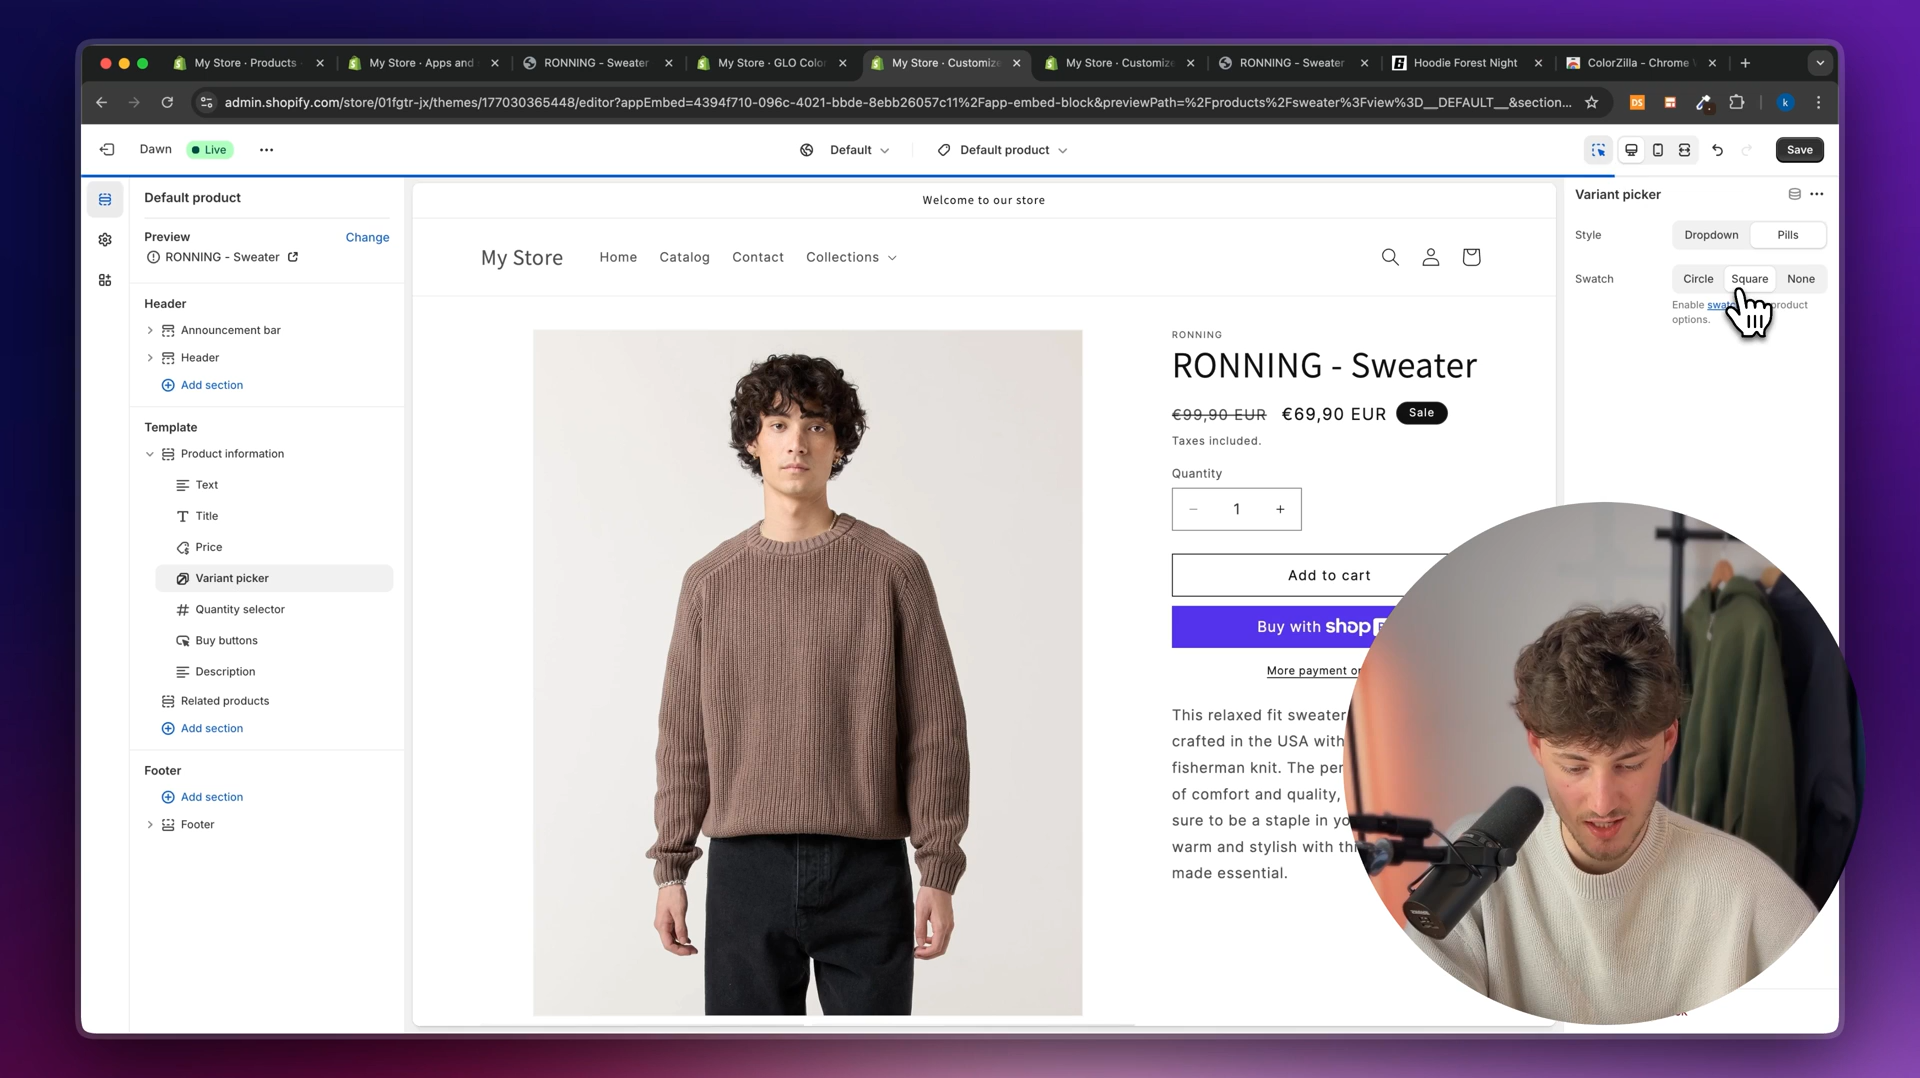 My Store · Products
My Store · Apps and
RONNING - Sweater
My Store · GLO Color
My Store · Customize
My Store · Customize
RONNING - Sweater
Hoodie Forest Night
ColorZilla - Chrome
admin.shopify.com/store/01fgtr-jx/themes/177030365448/editor?appEmbed=4394f710-096c-4021-bbde-8ebb26057c11%2Fapp-embed-block&previewPath=%2Fproducts%2Fsweater%3Fview%3D__DEFAULT__&section...
DS
k
Dawn
Live
Default
Default product
Save
Default product
Preview
Change
RONNING - Sweater
Header
Announcement bar
Header
Add section
Template
Product information
Text
Title
Price
Variant picker
Quantity selector
Buy buttons
Description
Related products
Add section
Footer
Add section
Footer
Welcome to our store
My Store
Home
Catalog
Contact
Collections
RONNING
RONNING - Sweater
€99,90 EUR €69,90 EUR Sale
Taxes included.
Quantity
1
Add to cart
Buy with shop
More payment
This relaxed fit sweater
crafted in the USA with
fisherman knit. The
of comfort and quality,
sure to be a staple in
warm and stylish with
made essential.
Variant picker
Style
Dropdown
Pills
Swatch
Circle
Square
None
Enable product
options.